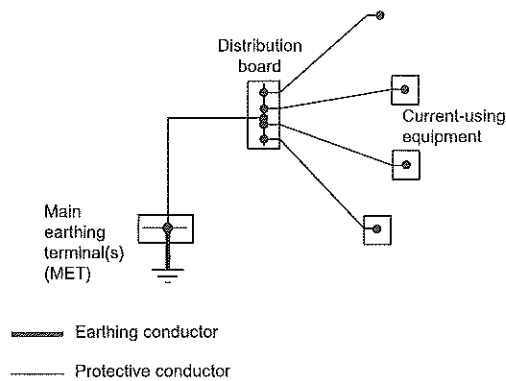 Distribution
board
Current-using
equipment
Main
earthing
terminal(s)
(MET)
Earthing conductor
Protective conductor